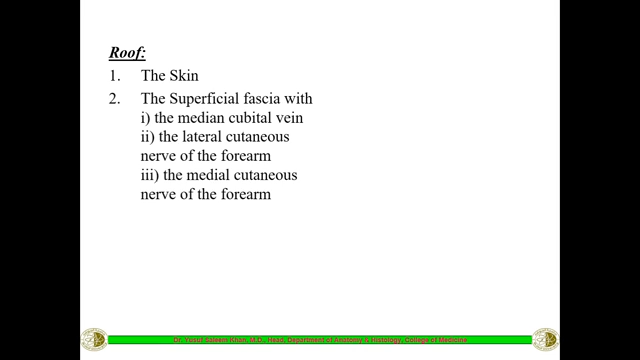 Roof:
1. The Skin
2. The Superficial fascia with
i) the median cubital vein
ii) the lateral cutaneous
nerve of the forearm
iii) the medial cutaneous
nerve of the forearm
Dr. Yusuf Saleem Khan, M.D., Head, Department of Anatomy & Histology, College of Medicine